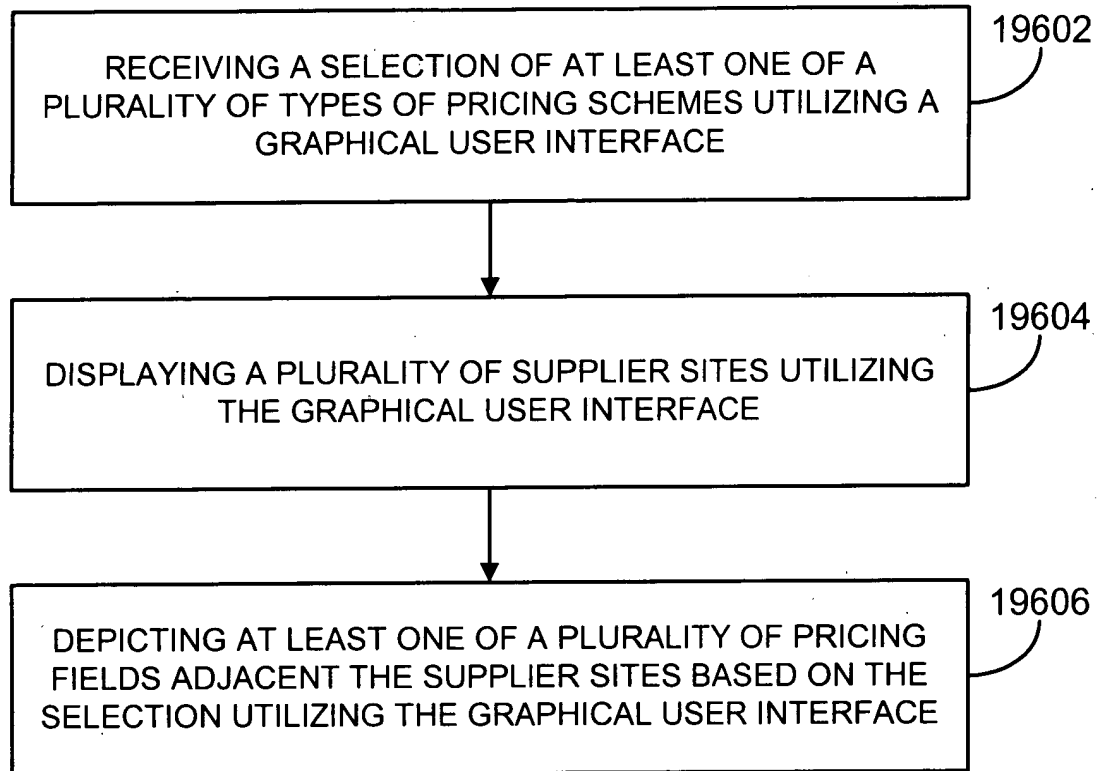 19602
RECEIVING A SELECTION OF AT LEAST ONE OF A
PLURALITY OF TYPES OF PRICING SCHEMES UTILIZING A
GRAPHICAL USER INTERFACE
19604
DISPLAYING A PLURALITY OF SUPPLIER SITES UTILIZING
THE GRAPHICAL USER INTERFACE
19606
DEPICTING AT LEAST ONE OF A PLURALITY OF PRICING
FIELDS ADJACENT THE SUPPLIER SITES BASED ON THE
SELECTION UTILIZING THE GRAPHICAL USER INTERFACE